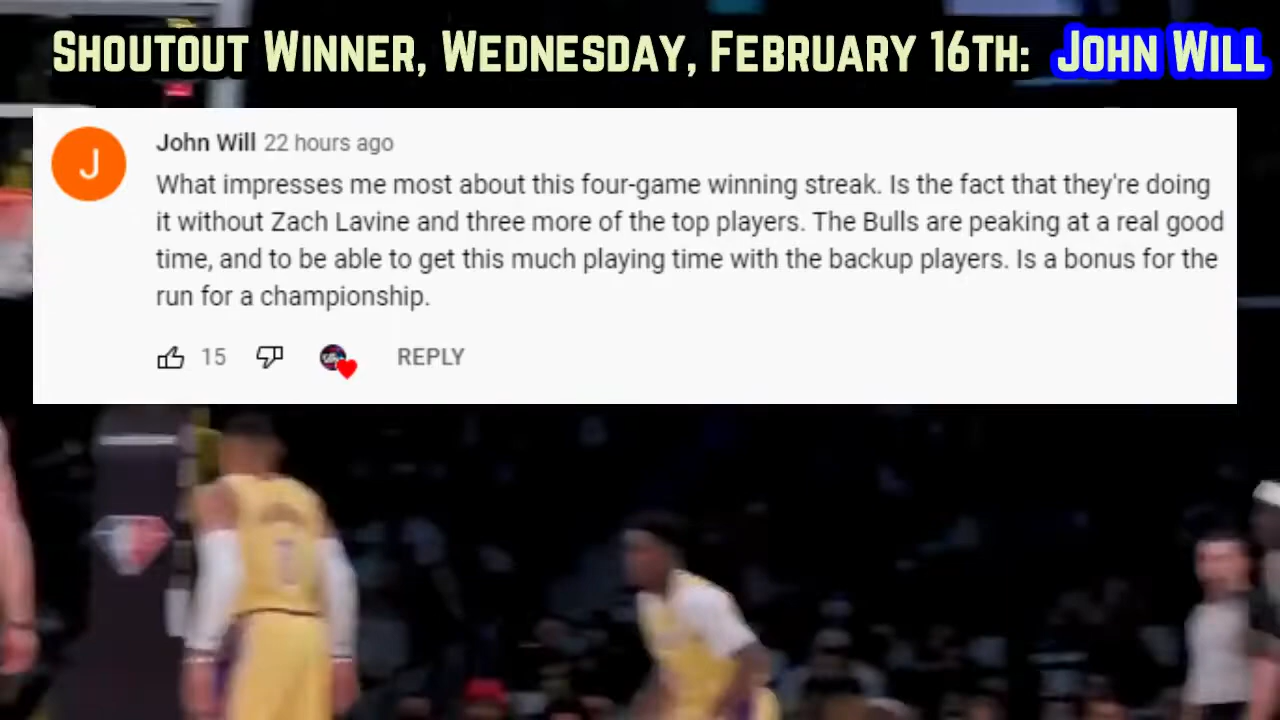 Shoutout Winner, Wednesday, February 16th: John Will
J
John Will 22 hours ago
What impresses me most about this four-game winning streak. Is the fact that they're doing
it without Zach Lavine and three more of the top players. The Bulls are peaking at a real good
time, and to be able to get this much playing time with the backup players. Is a bonus for the
run for a championship.
15 REPLY